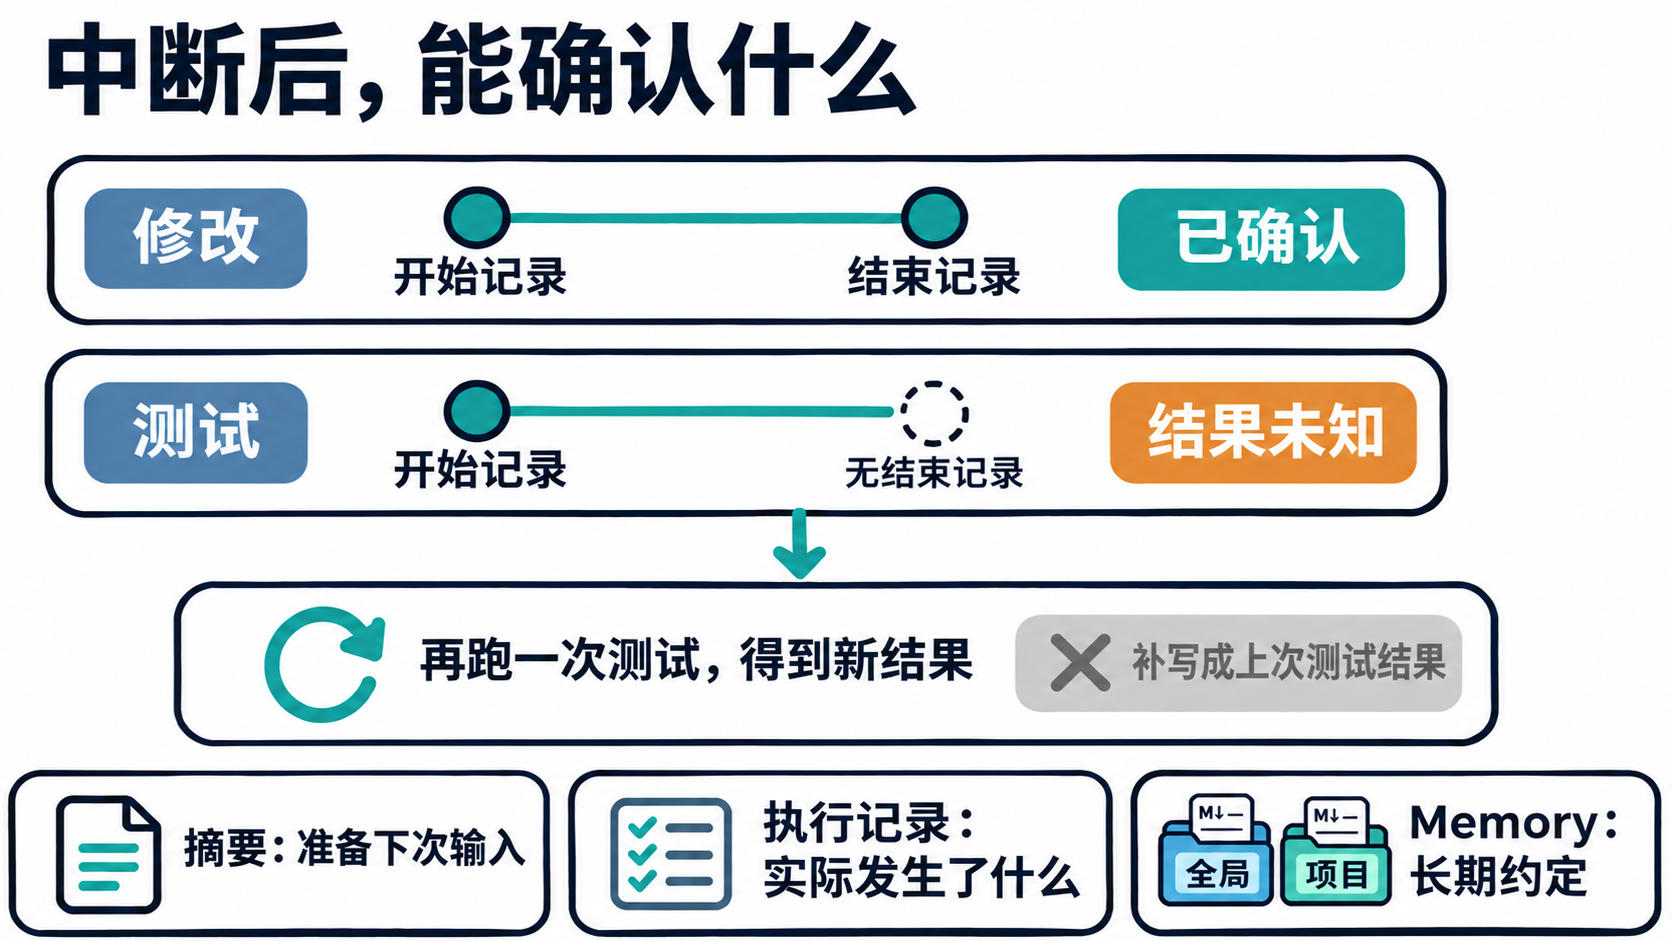 中断后，能确认什么
修改
开始记录
结束记录
已确认
测试
开始记录
无结束记录
结果未知
再跑一次测试，得到新结果
补写成上次测试结果
摘要：准备下次输入
执行记录：
实际发生了什么
M↓
全局
M↓
项目
Memory：
长期约定